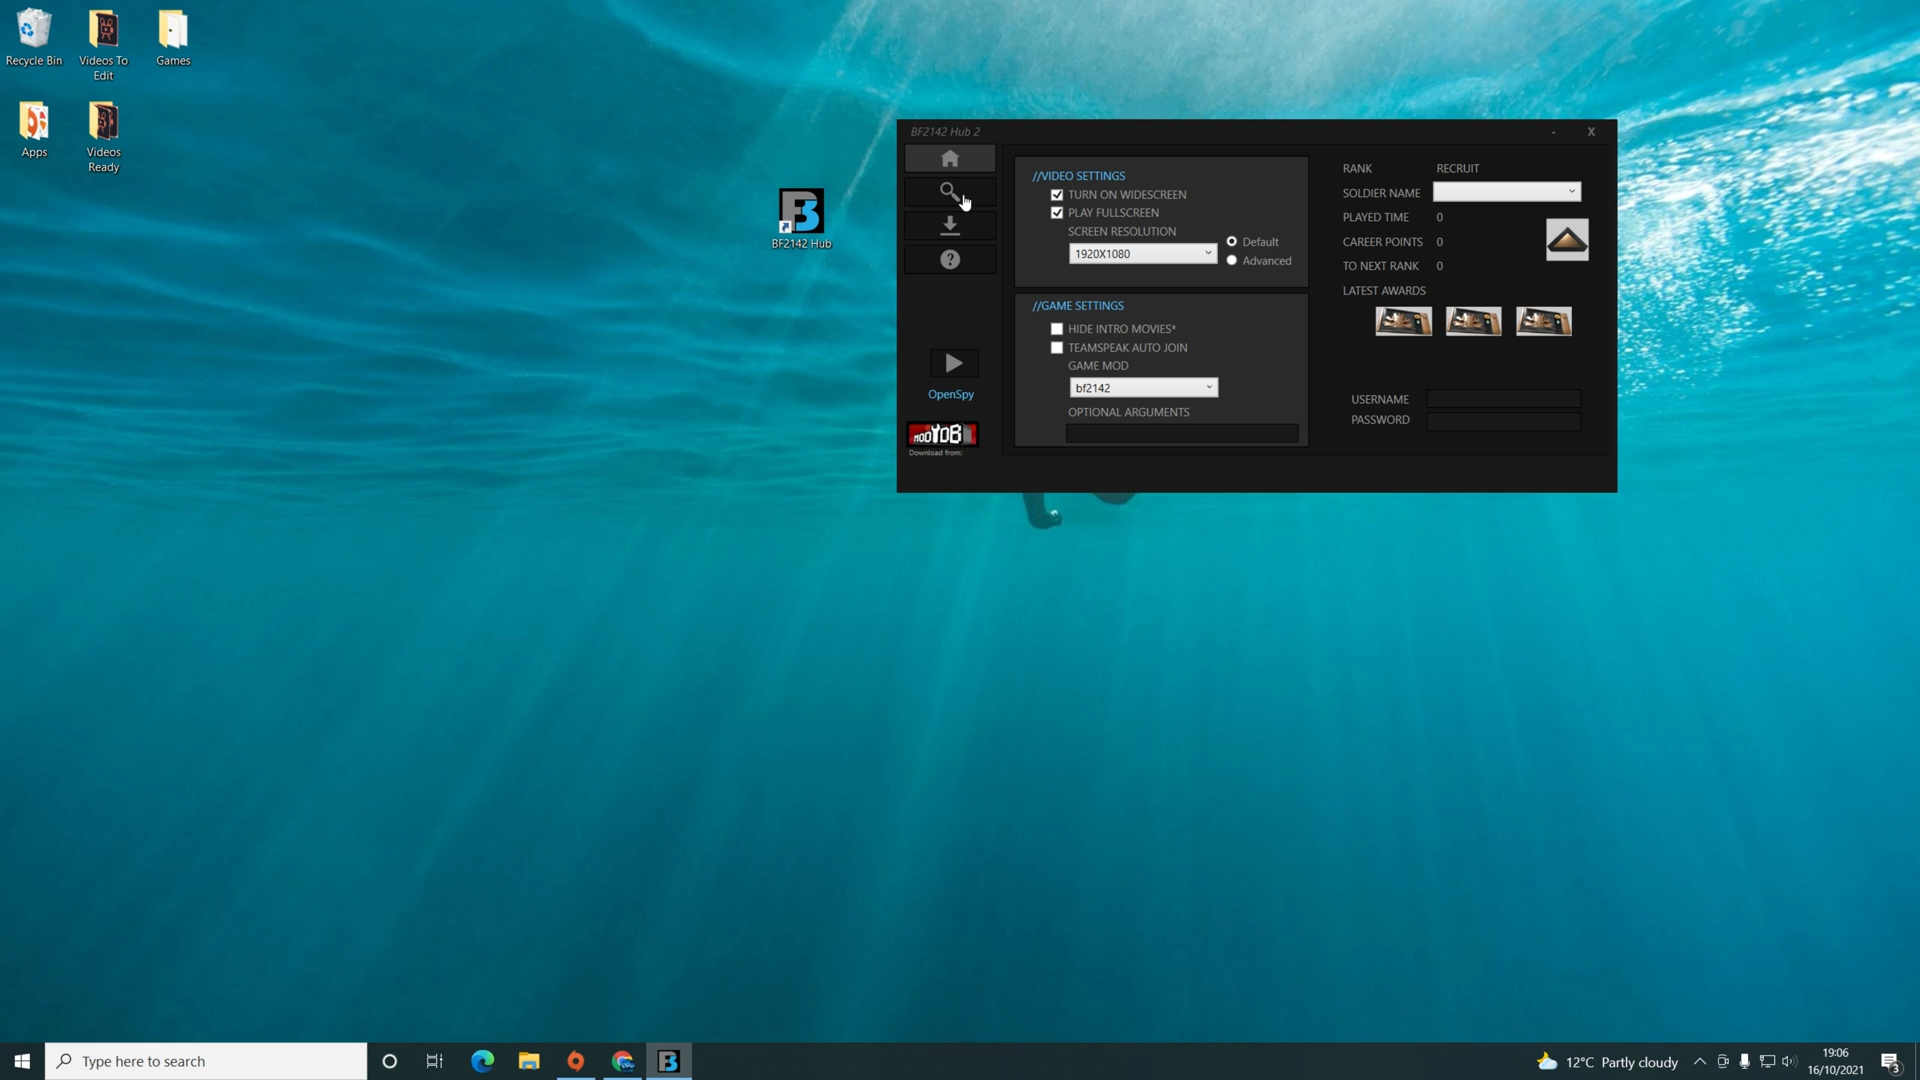 Recycle Bin
Videos To
Edit
Games
Apps
Videos
Ready
BF2142 Hub
BF2142 Hub 2
- X
//VIDEO SETTINGS
TURN ON WIDESCREEN
PLAY FULLSCREEN
SCREEN RESOLUTION
1920X1080
Default
Advanced
//GAME SETTINGS
HIDE INTRO MOVIES*
TEAMSPEAK AUTO JOIN
GAME MOD
bf2142
OPTIONAL ARGUMENTS
RANK RECRUIT
SOLDIER NAME
PLAYED TIME 0
CAREER POINTS 0
TO NEXT RANK 0
LATEST AWARDS
USERNAME
PASSWORD
?
OpenSpy
MODDB
Download from:
Type here to search
12°C Partly cloudy
19:06
16/10/2021
3